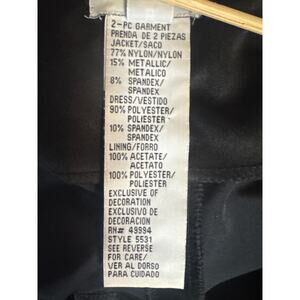 2-PC GARMENT
PRENDA DE 2 PIEZAS
JACKET/SACO
77% NYLON/NYLON
15% METALLIC/
METALICO
8% SPANDEX/
SPANDEX
DRESS/VESTIDO
90% POLYESTER/
POLIESTER
10% SPANDEX/
SPANDEX
LINING/FORRO
100% ACETATE/
ACETATO
100% POLYESTER/
POLIESTER
EXCLUSIVE OF
DECORATION
EXCLUSIVO DE
DECORACION
RN# 49994
STYLE 5531
SEE REVERSE
FOR CARE/
VER AL DORSO
PARA CUIDADO